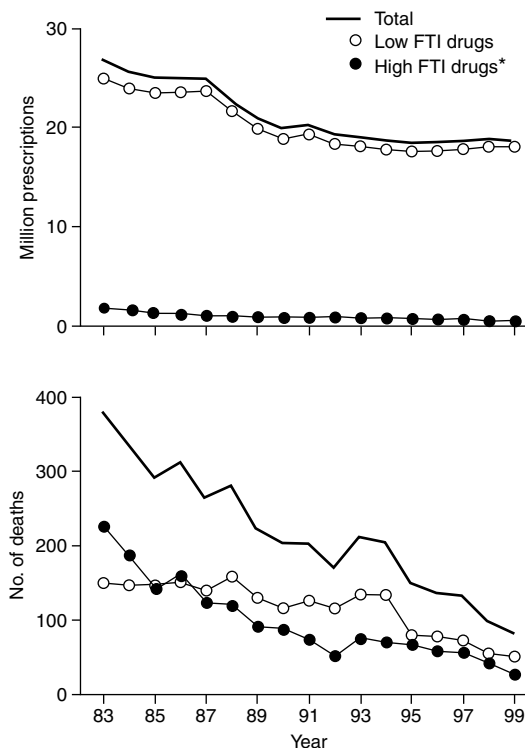 Total
Low FTI drugs
High FTI drugs*
Million prescriptions
30
20
10
0
No. of deaths
400
300
200
100
0
83 85 87 89 91 93 95 97 99
Year